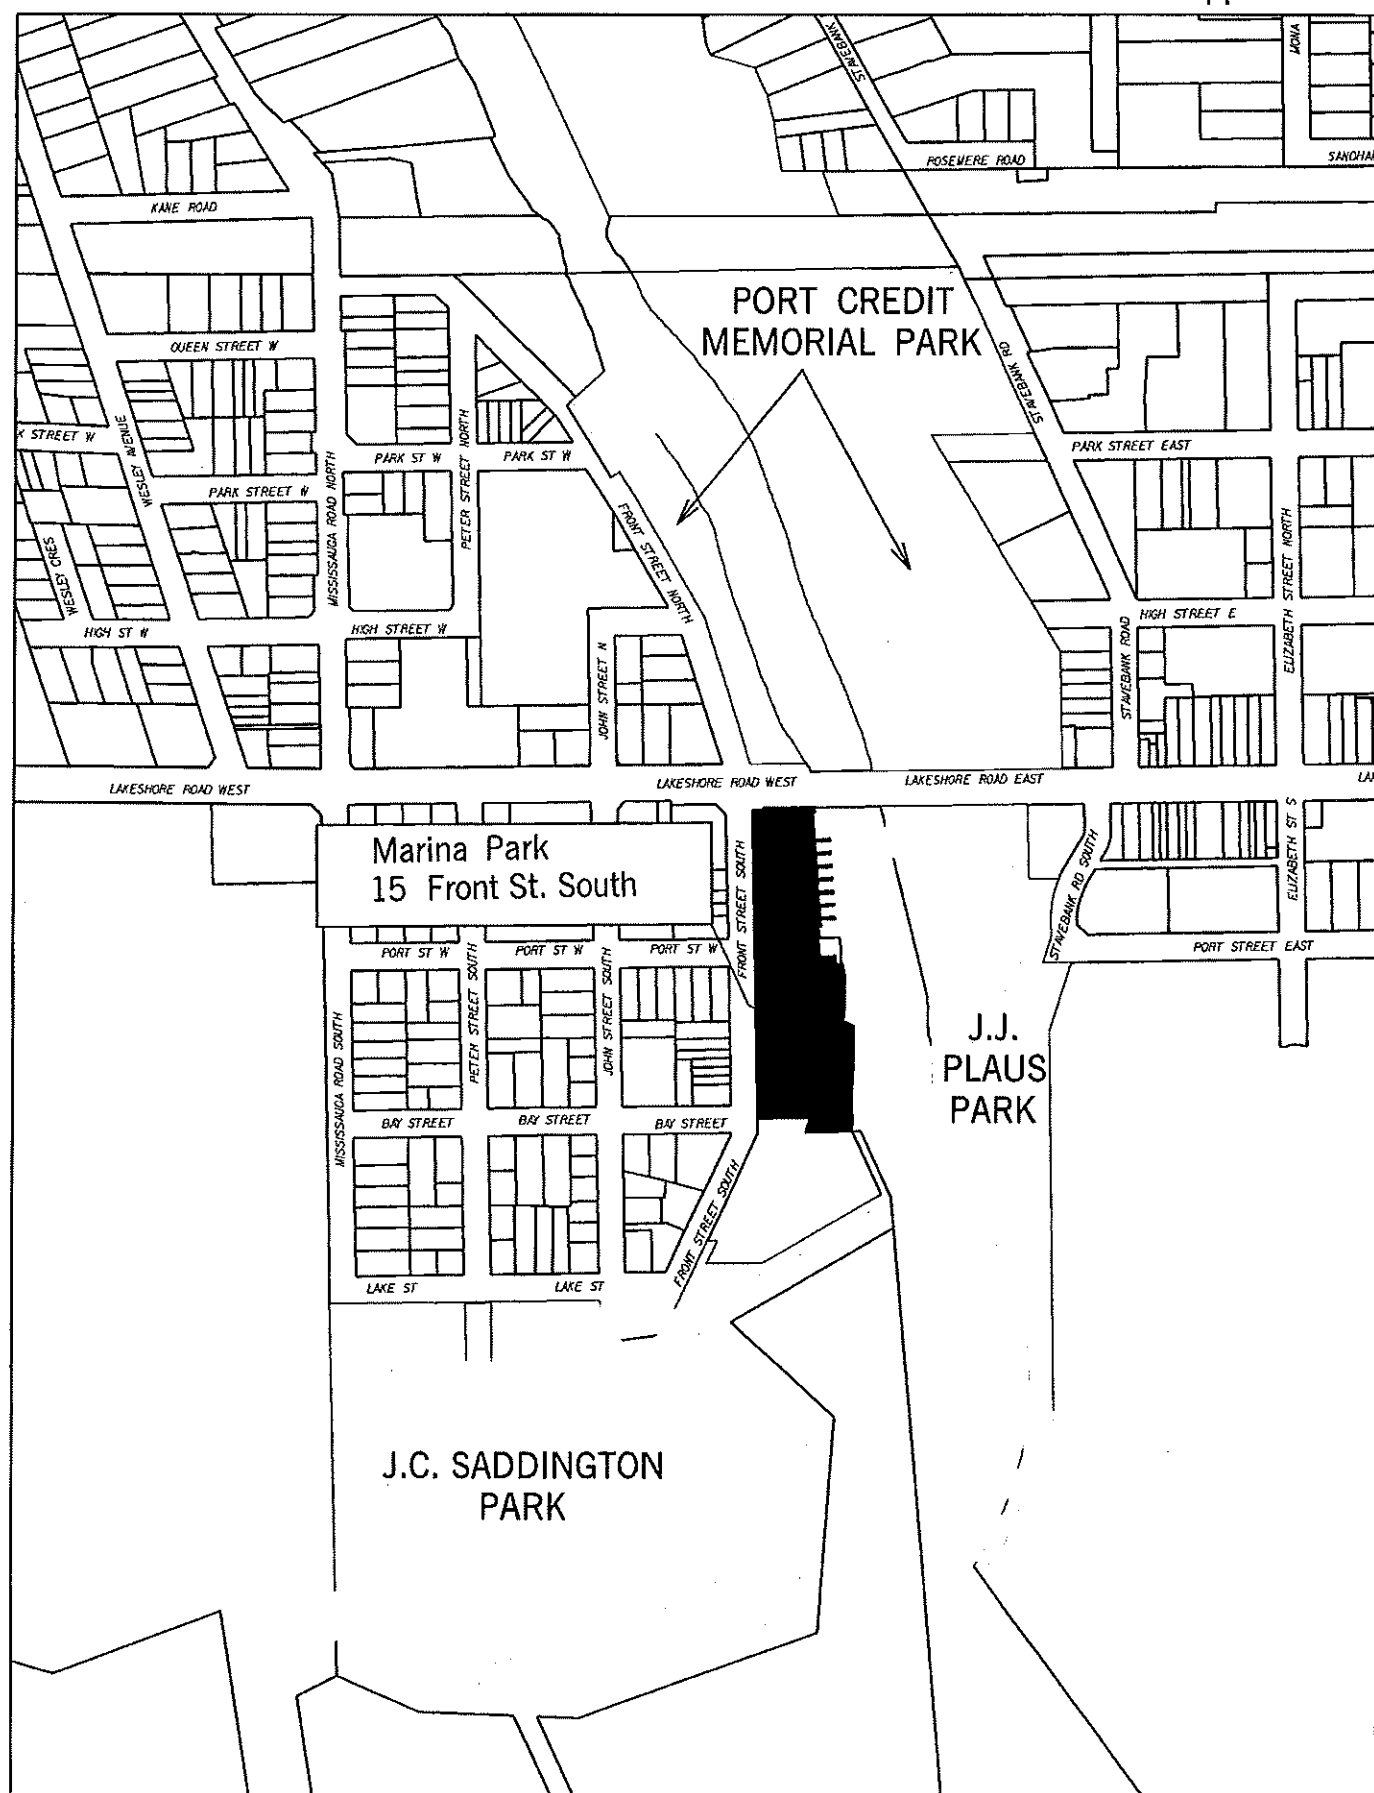 STAVEBANK
MONA
ROSEMERE ROAD
KANE ROAD
PORT CREDIT
MEMORIAL PARK
QUEEN STREET W
STAVEBANK RD
K STREET W
WESLEY AVENUE
PARK ST W
PARK ST W
PETER STREET NORTH
PARK STREET EAST
PARK STREET W
MISSISSAUGA ROAD NORTH
FRONT STREET NORTH
ELIZABETH STREET NORTH
WESLEY CRES
HIGH ST W
HIGH STREET W
HIGH STREET E
JOHN STREET N
STAVEBANK ROAD
LAKESHORE ROAD WEST
LAKESHORE ROAD WEST
LAKESHORE ROAD EAST
Marina Park
15 Front St. South
FRONT STREET SOUTH
STAVEBANK RD SOUTH
ELIZABETH ST S
PORT ST W
PORT ST W
PORT ST W
PORT STREET EAST
MISSISSAUGA ROAD SOUTH
PETER STREET SOUTH
JOHN STREET SOUTH
J.J.
PLAUS
PARK
BAY STREET
BAY STREET
BAY STREET
FRONT STREET SOUTH
LAKE ST
LAKE ST
J.C. SADDINGTON
PARK